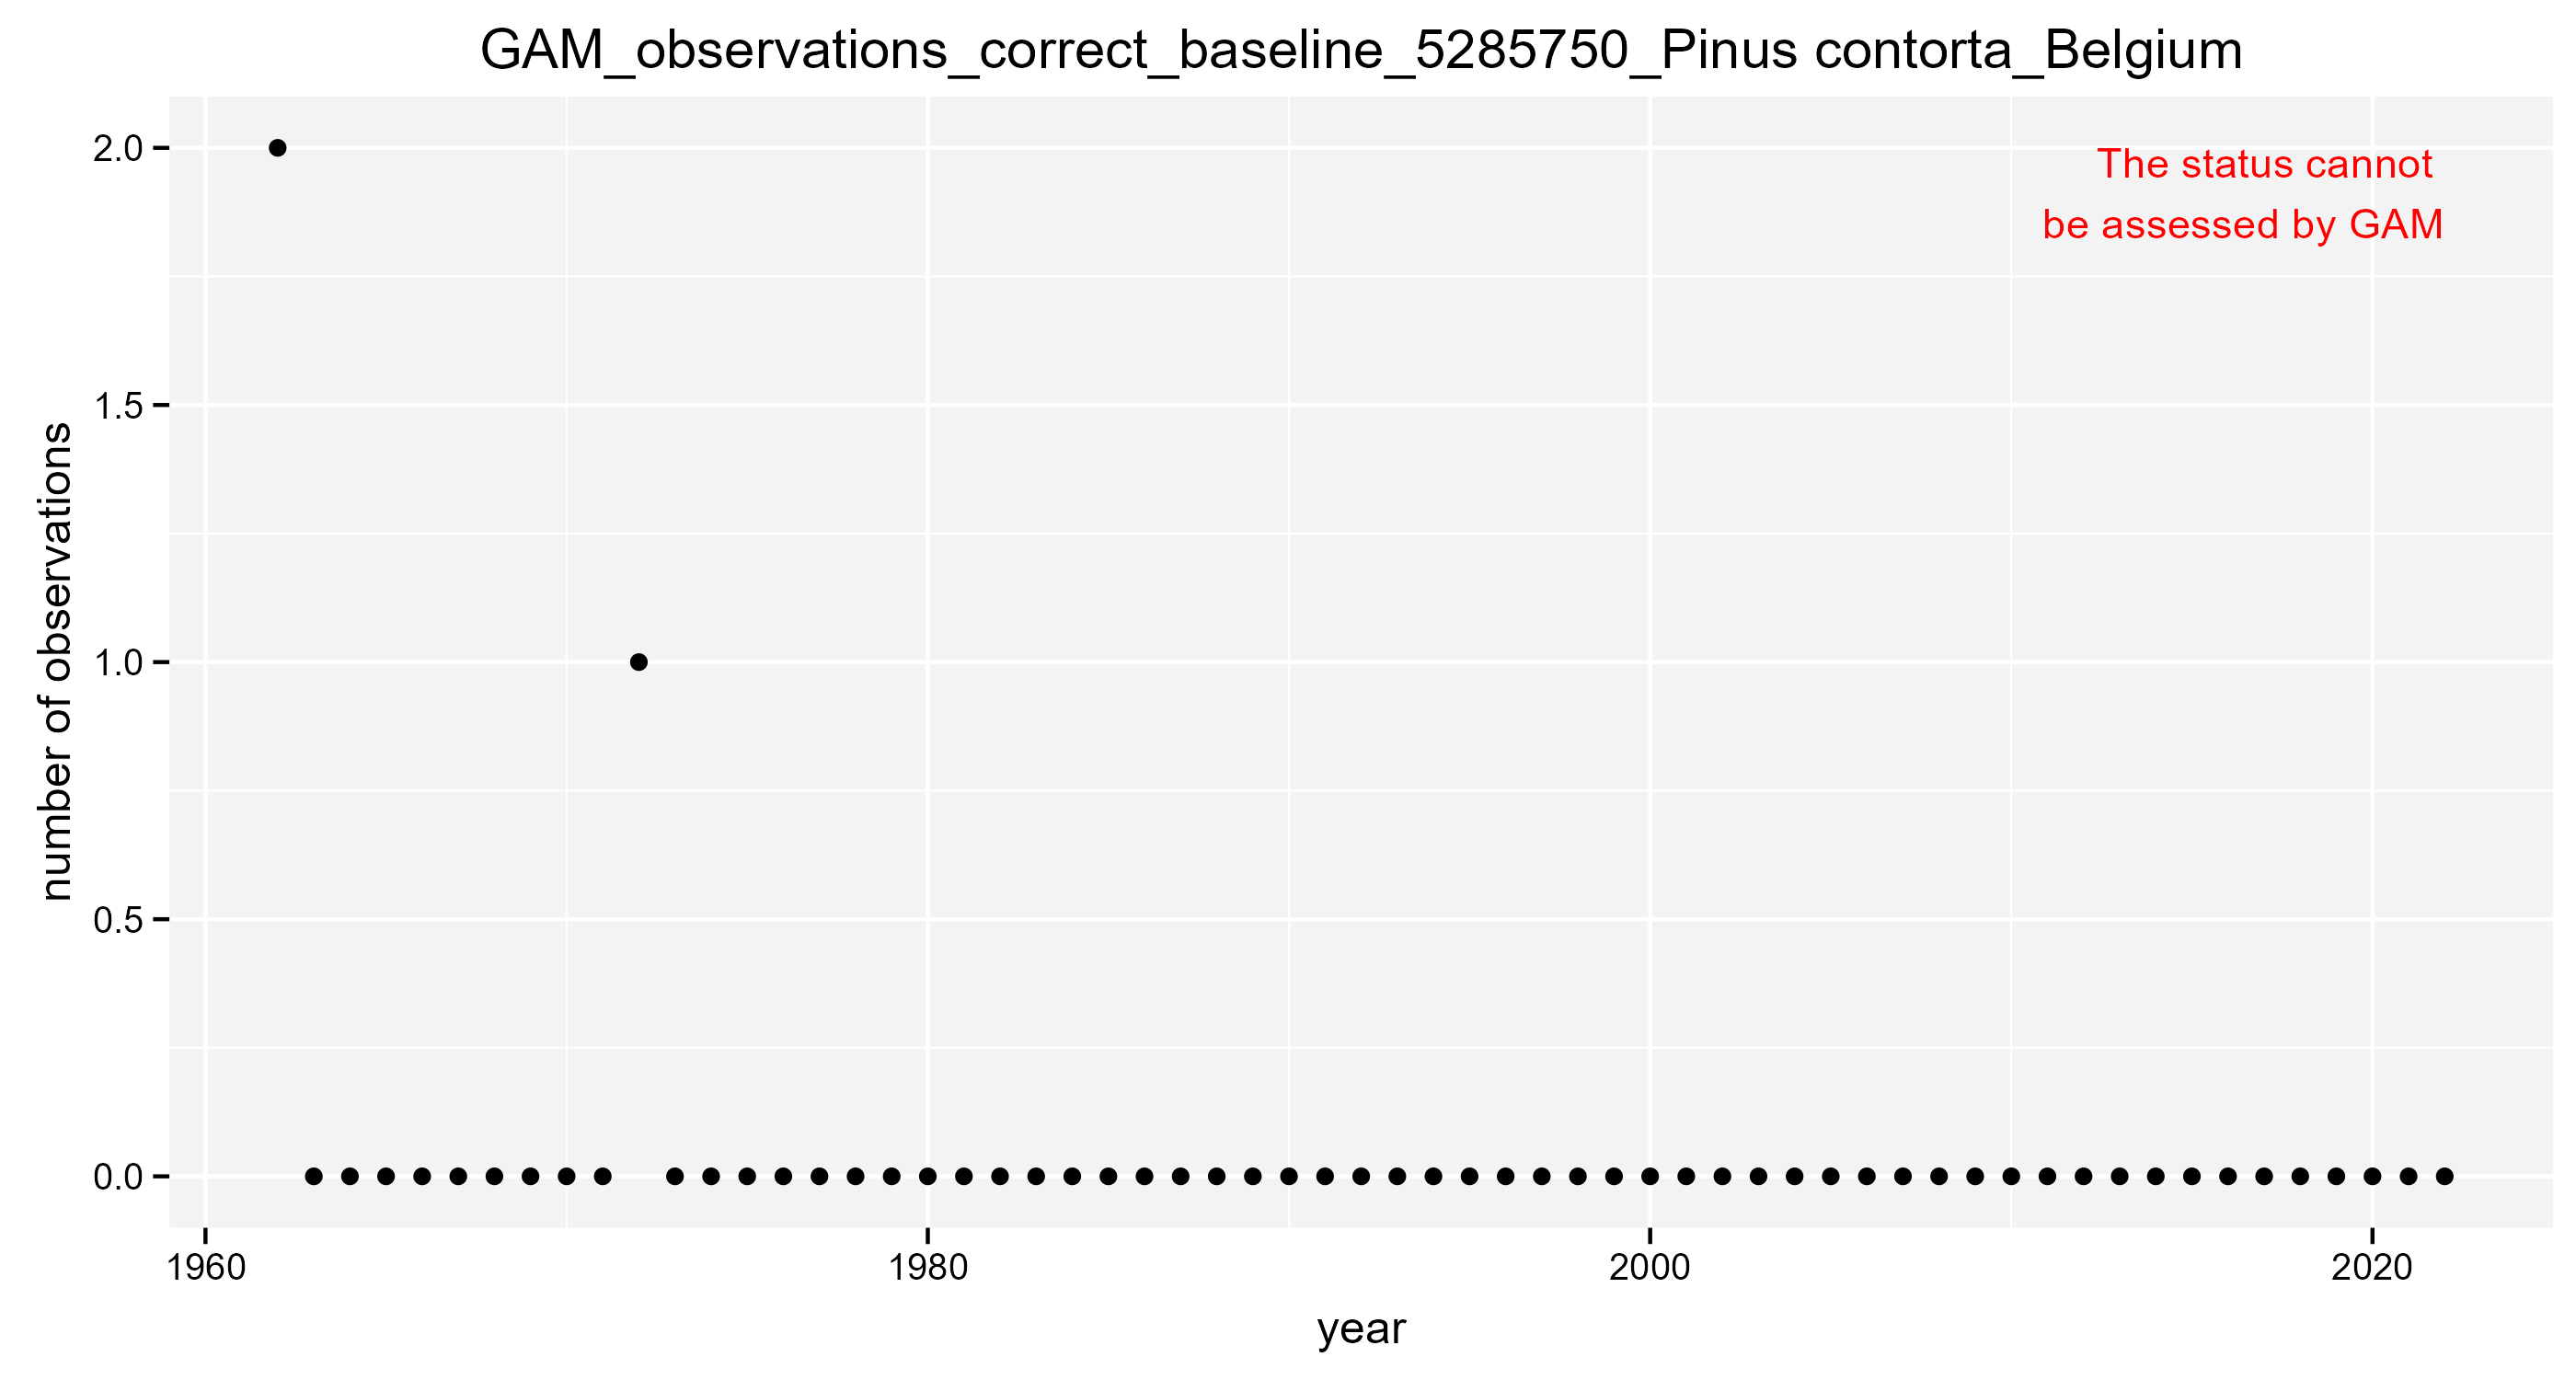 GAM_observations_correct_baseline_5285750_Pinus contorta_Belgium
The status cannot
be assessed by GAM
number of observations
2.0
1.5
1.0
0.5
0.0
1960
1980
2000
2020
year